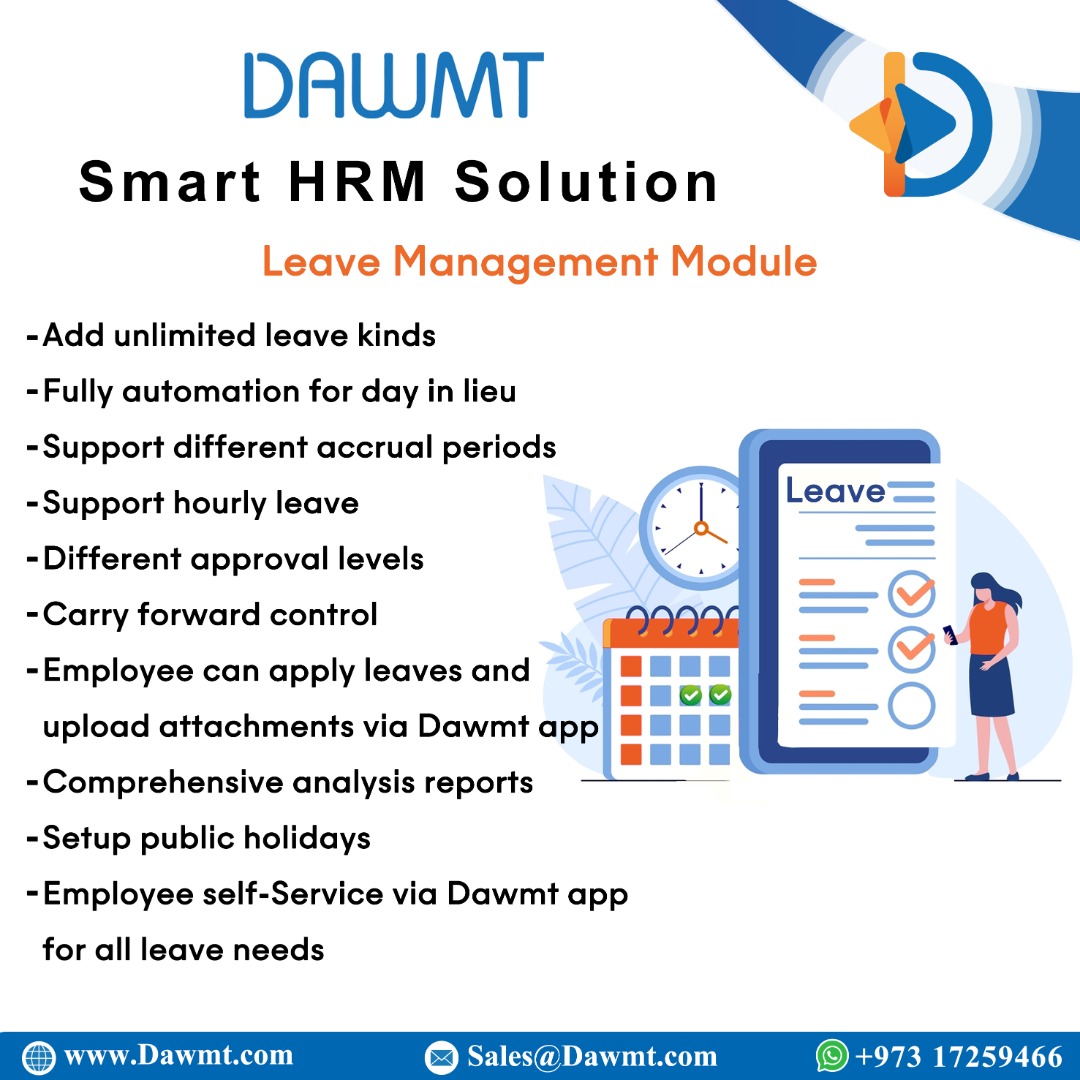 DAWMT
Smart HRM Solution
Leave Management Module
-Add unlimited leave kinds
-Fully automation for day in lieu
-Support different accrual periods
-Support hourly leave
-Different approval levels
-Carry forward control
-Employee can apply leaves and
upload attachments via Dawmt app
-Comprehensive analysis reports
-Setup public holidays
-Employee self-Service via Dawmt app
for all leave needs
Leave
www.Dawmt.com
Sales@Dawmt.com
+973 17259466